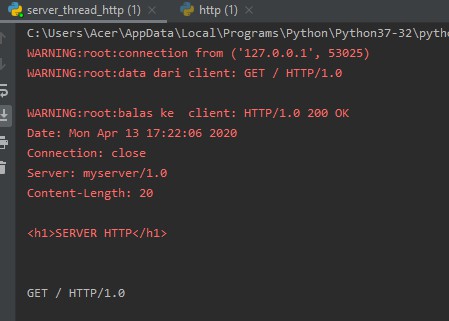 server_thread_http (1) × http (1) ×
C:\Users\Acer\AppData\Local\Programs\Python\Python37-32\pytho
WARNING:root:connection from ('127.0.0.1', 53025)
WARNING:root:data dari client: GET / HTTP/1.0
WARNING:root:balas ke  client: HTTP/1.0 200 OK
Date: Mon Apr 13 17:22:06 2020
Connection: close
Server: myserver/1.0
Content-Length: 20
<h1>SERVER HTTP</h1>
GET / HTTP/1.0